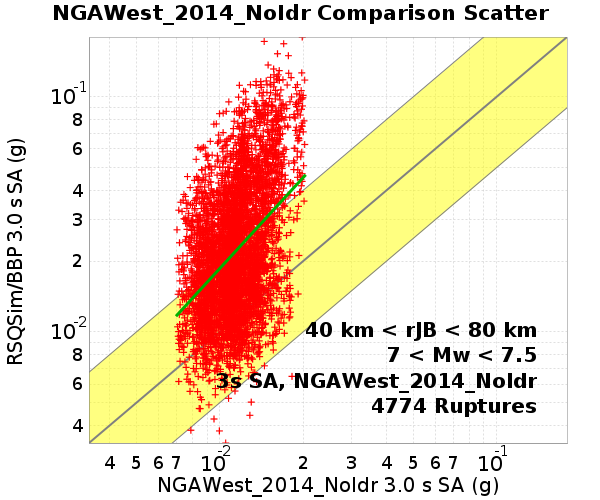 NGAWest_2014_NoIdr Comparison Scatter
RSQSim/BBP 3.0 s SA (g)
10^-1
8
6
4
3
2
10^-2
8
6
4
40 km < rJB < 80 km
7 < Mw < 7.5
3s SA, NGAWest_2014_NoIdr
4774 Ruptures
4 5 6 7 10^-2 2 3 4 5 6 7 10^-1
NGAWest_2014_NoIdr 3.0 s SA (g)